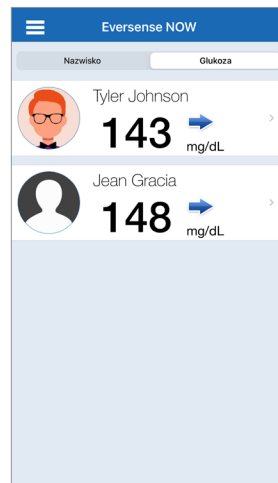 Eversense NOW
Nazwisko Glukoza
Tyler Johnson
143
mg/dL
Jean Gracia
148
mg/dL